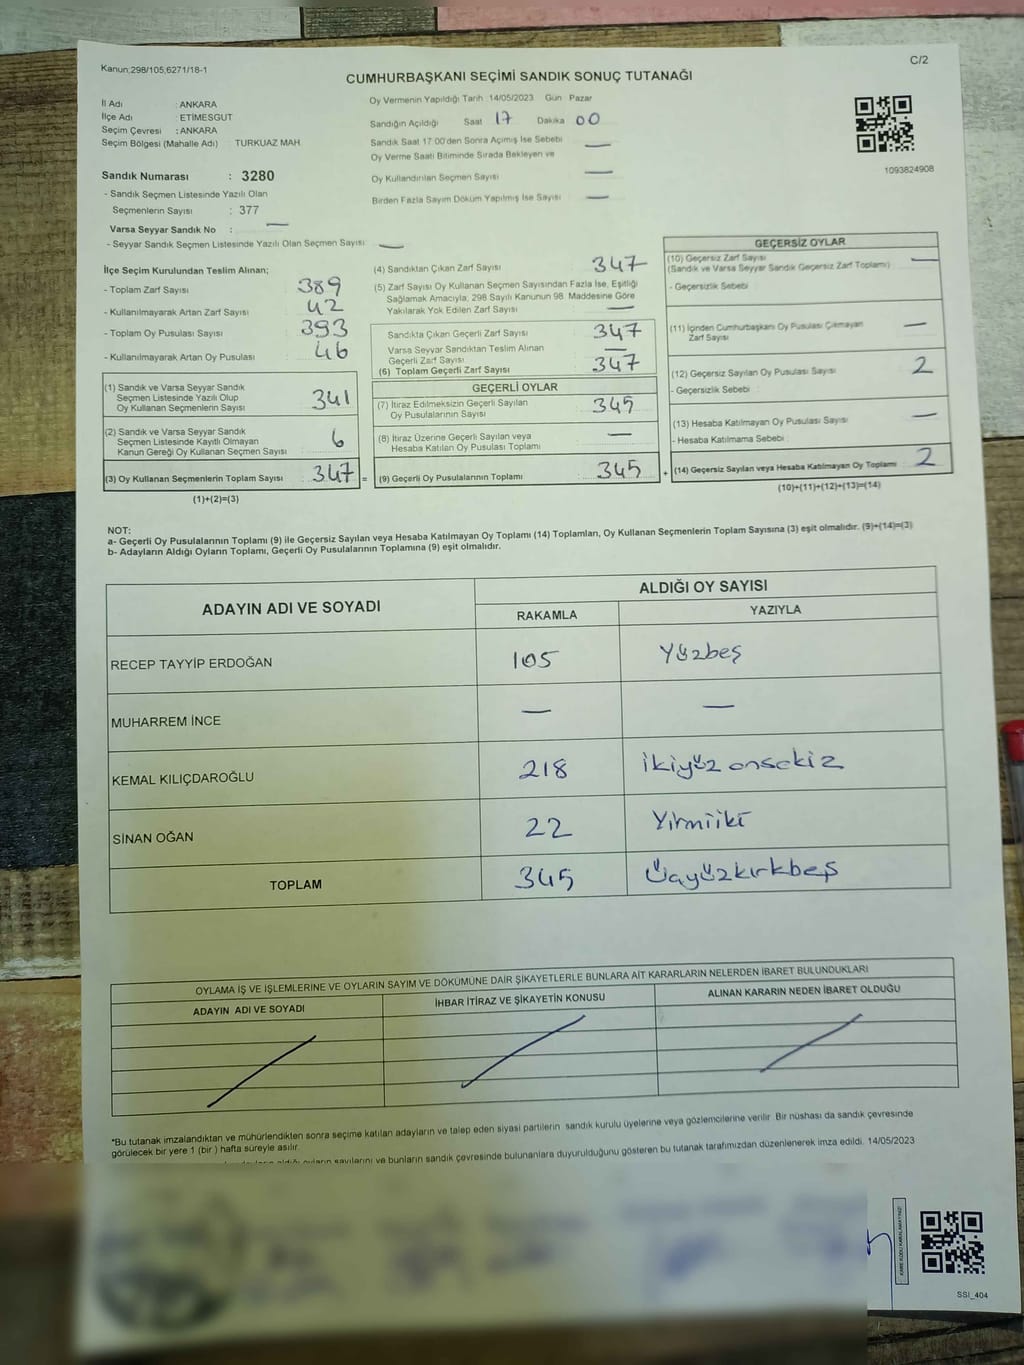 Kanun;298/105;6271/18-1
C/2
CUMHURBAŞKANI SEÇİMİ SANDIK SONUÇ TUTANAĞI
İl Adı : ANKARA
İlçe Adı : ETİMESGUT
Seçim Çevresi : ANKARA
Seçim Bölgesi (Mahalle Adı) TURKUAZ MAH.
Sandık Numarası : 3280
- Sandık Seçmen Listesinde Yazılı Olan
Seçmenlerin Sayısı : 377
Varsa Seyyar Sandık No : —
- Seyyar Sandık Seçmen Listesinde Yazılı Olan Seçmen Sayısı —
Oy Vermenin Yapıldığı Tarih :14/05/2023 Gün Pazar
Sandığın Açıldığı Saat 17 Dakika 00
Sandık Saat 17:00'den Sonra Açımış İse Sebebi —
Oy Verme Saati Bitiminde Sırada Bekleyen ve
Oy Kullandırılan Seçmen Sayısı —
Birden Fazla Sayım Döküm Yapılmış İse Sayısı —
1093824908
İlçe Seçim Kurulundan Teslim Alınan;
- Toplam Zarf Sayısı 389
- Kullanılmayarak Artan Zarf Sayısı 42
- Toplam Oy Pusulası Sayısı 393
- Kullanılmayarak Artan Oy Pusulası 46
(1) Sandık ve Varsa Seyyar Sandık
Seçmen Listesinde Yazılı Olup
Oy Kullanan Seçmenlerin Sayısı 341
(2) Sandık ve Varsa Seyyar Sandık
Seçmen Listesinde Kayıtlı Olmayan
Kanun Gereği Oy Kullanan Seçmen Sayısı 6
(3) Oy Kullanan Seçmenlerin Toplam Sayısı 347 =
(1)+(2)=(3)
(4) Sandıktan Çıkan Zarf Sayısı 347
(5) Zarf Sayısı Oy Kullanan Seçmen Sayısından Fazla İse, Eşitliği
Sağlamak Amacıyla; 298 Sayılı Kanunun 98. Maddesine Göre
Yakılarak Yok Edilen Zarf Sayısı —
Sandıkta Çıkan Geçerli Zarf Sayısı 347
Varsa Seyyar Sandıktan Teslim Alınan
Geçerli Zarf Sayısı —
(6) Toplam Geçerli Zarf Sayısı 347
GEÇERLİ OYLAR
(7) İtiraz Edilmeksizin Geçerli Sayılan
Oy Pusulalarının Sayısı 345
(8) İtiraz Üzerine Geçerli Sayılan veya
Hesaba Katılan Oy Pusulası Toplamı —
(9) Geçerli Oy Pusulalarının Toplamı 345 +
GEÇERSİZ OYLAR
(10) Geçersiz Zarf Sayısı
(Sandık ve Varsa Seyyar Sandık Geçersiz Zarf Toplamı) —
- Geçersizlik Sebebi
(11) İçinden Cumhurbaşkanı Oy Pusulası Çıkmayan
Zarf Sayısı —
(12) Geçersiz Sayılan Oy Pusulası Sayısı 2
- Geçersizlik Sebebi :
(13) Hesaba Katılmayan Oy Pusulası Sayısı —
- Hesaba Katılmama Sebebi :
(14) Geçersiz Sayılan veya Hesaba Katılmayan Oy Toplamı 2
(10)+(11)+(12)+(13)=(14)
NOT:
a- Geçerli Oy Pusulalarının Toplamı (9) ile Geçersiz Sayılan veya Hesaba Katılmayan Oy Toplamı (14) Toplamları, Oy Kullanan Seçmenlerin Toplam Sayısına (3) eşit olmalıdır. (9)+(14)=(3)
b- Adayların Aldığı Oyların Toplamı, Geçerli Oy Pusulalarının Toplamına (9) eşit olmalıdır.
ADAYIN ADI VE SOYADI
ALDIĞI OY SAYISI
RAKAMLA YAZIYLA
RECEP TAYYİP ERDOĞAN 105 Yüzbeş
MUHARREM İNCE — —
KEMAL KILIÇDAROĞLU 218 ikiyüz onsekiz
SİNAN OĞAN 22 Yirmiiki
TOPLAM 345 Üçyüzkırkbeş
OYLAMA İŞ VE İŞLEMLERİNE VE OYLARIN SAYIM VE DÖKÜMÜNE DAİR ŞİKAYETLERLE BUNLARA AİT KARARLARIN NELERDEN İBARET BULUNDUKLARI
ADAYIN ADI VE SOYADI İHBAR İTİRAZ VE ŞİKAYETİN KONUSU ALINAN KARARIN NEDEN İBARET OLDUĞU
*Bu tutanak imzalandıktan ve mühürlendikten sonra seçime katılan adayların ve talep eden siyasi partilerin sandık kurulu üyelerine veya gözlemcilerine verilir. Bir nüshası da sandık çevresinde
görülecek bir yere 1 (bir ) hafta süreyle asılır.
sayılarını ve bunların sandık çevresinde bulunanlara duyurulduğunu gösteren bu tutanak tarafımızdan düzenlenerek imza edildi. 14/05/2023
SSI_404